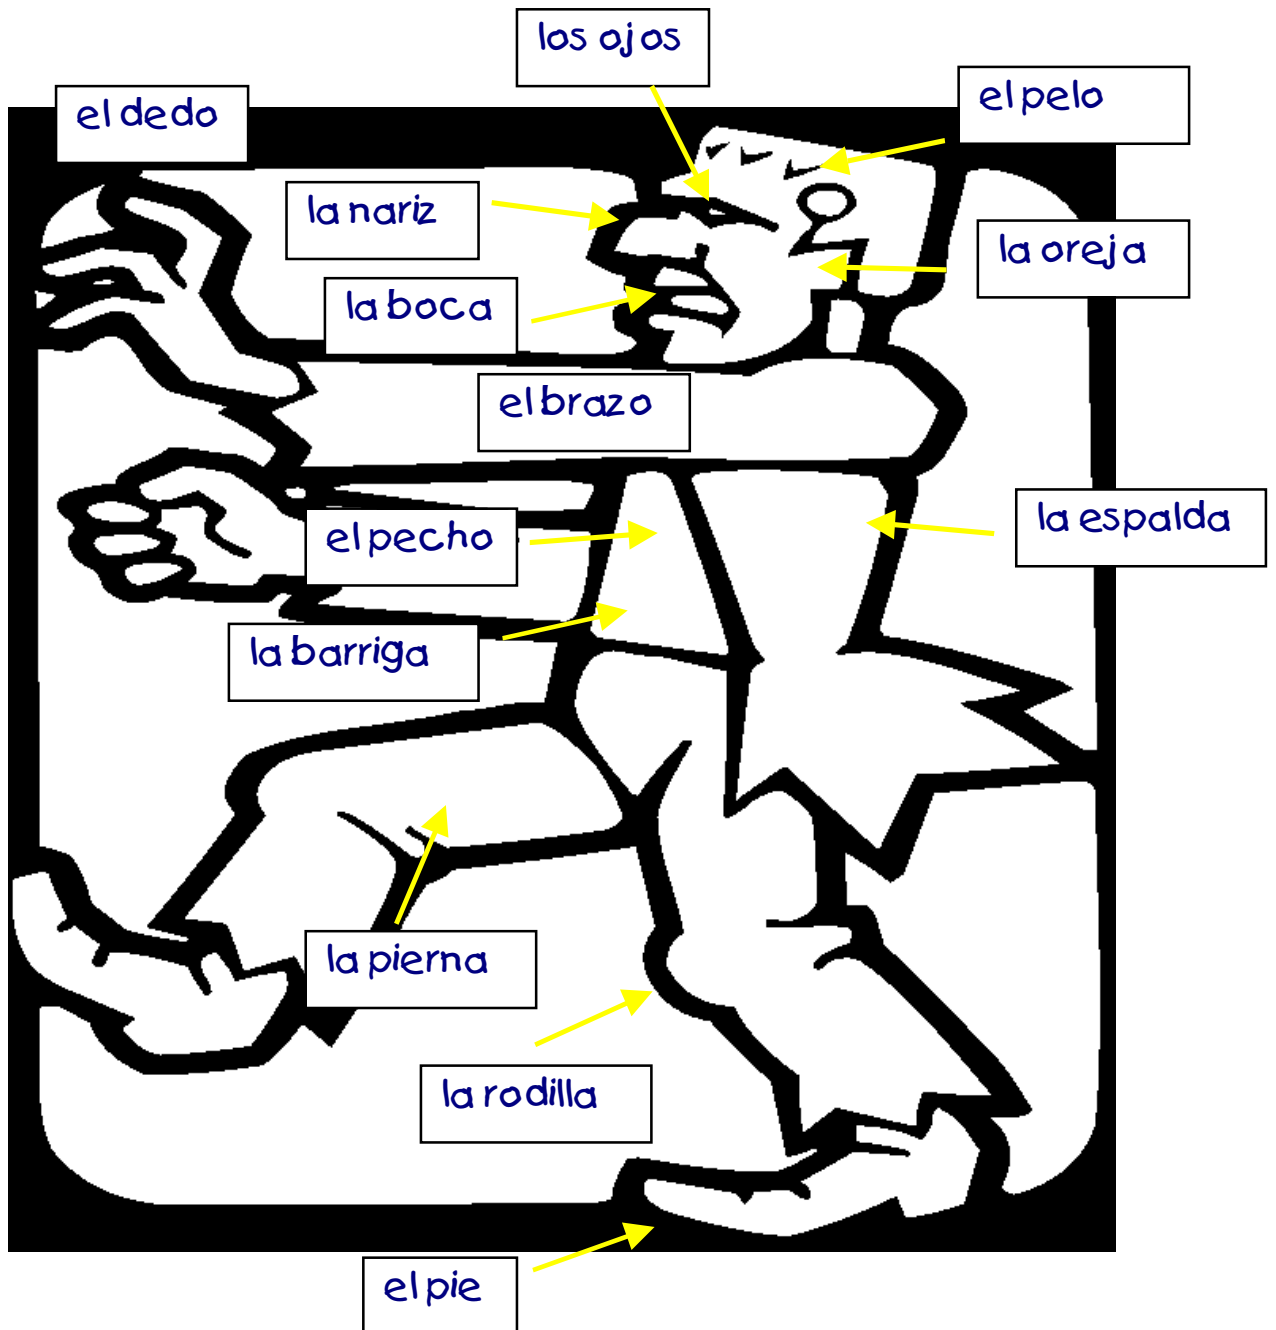 los ojos
el pelo
el dedo
la nariz
la oreja
la boca
el brazo
la espalda
el pecho
la barriga
la pierna
la rodilla
el pie